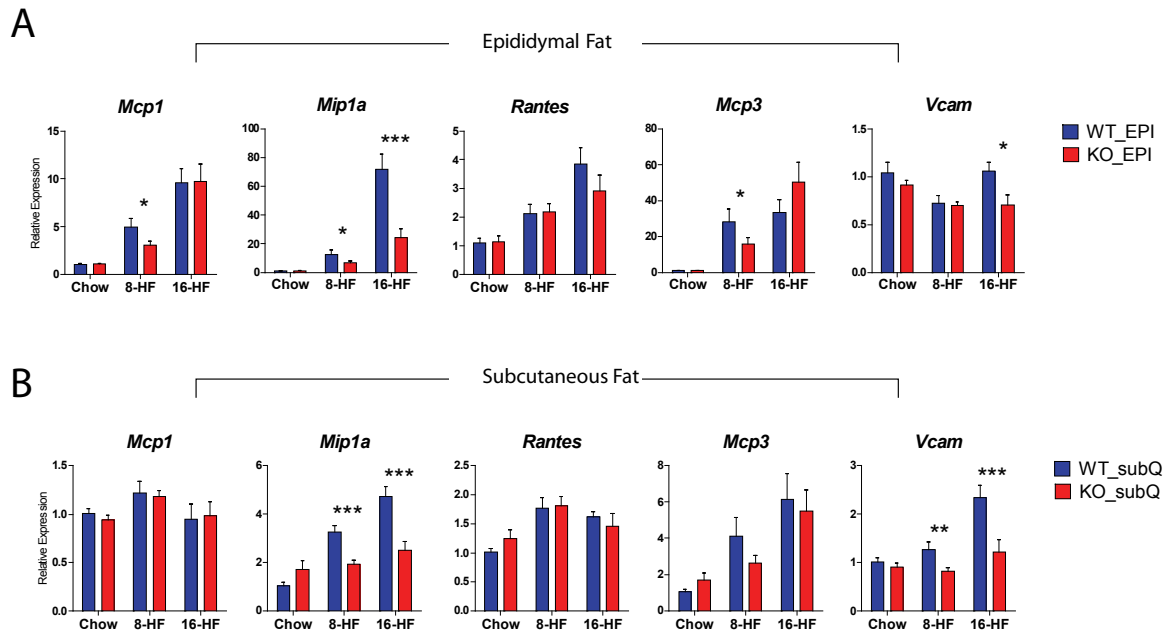 A
Epididymal Fat
Mcp1 Mip1a Rantes Mcp3 Vcam
Relative Expression
15
10
5
0
*
Chow 8-HF 16-HF
100
80
60
40
20
0
*
***
Chow 8-HF 16-HF
5
4
3
2
1
0
Chow 8-HF 16-HF
80
60
40
20
0
*
Chow 8-HF 16-HF
1.5
1.0
0.5
0.0
*
Chow 8-HF 16-HF
WT_EPI
KO_EPI
B
Subcutaneous Fat
Mcp1 Mip1a Rantes Mcp3 Vcam
Relative Expression
1.5
1.0
0.5
0.0
Chow 8-HF 16-HF
6
4
2
0
***
***
Chow 8-HF 16-HF
2.5
2.0
1.5
1.0
0.5
0.0
Chow 8-HF 16-HF
8
6
4
2
0
Chow 8-HF 16-HF
3
2
1
0
**
***
Chow 8-HF 16-HF
WT_subQ
KO_subQ